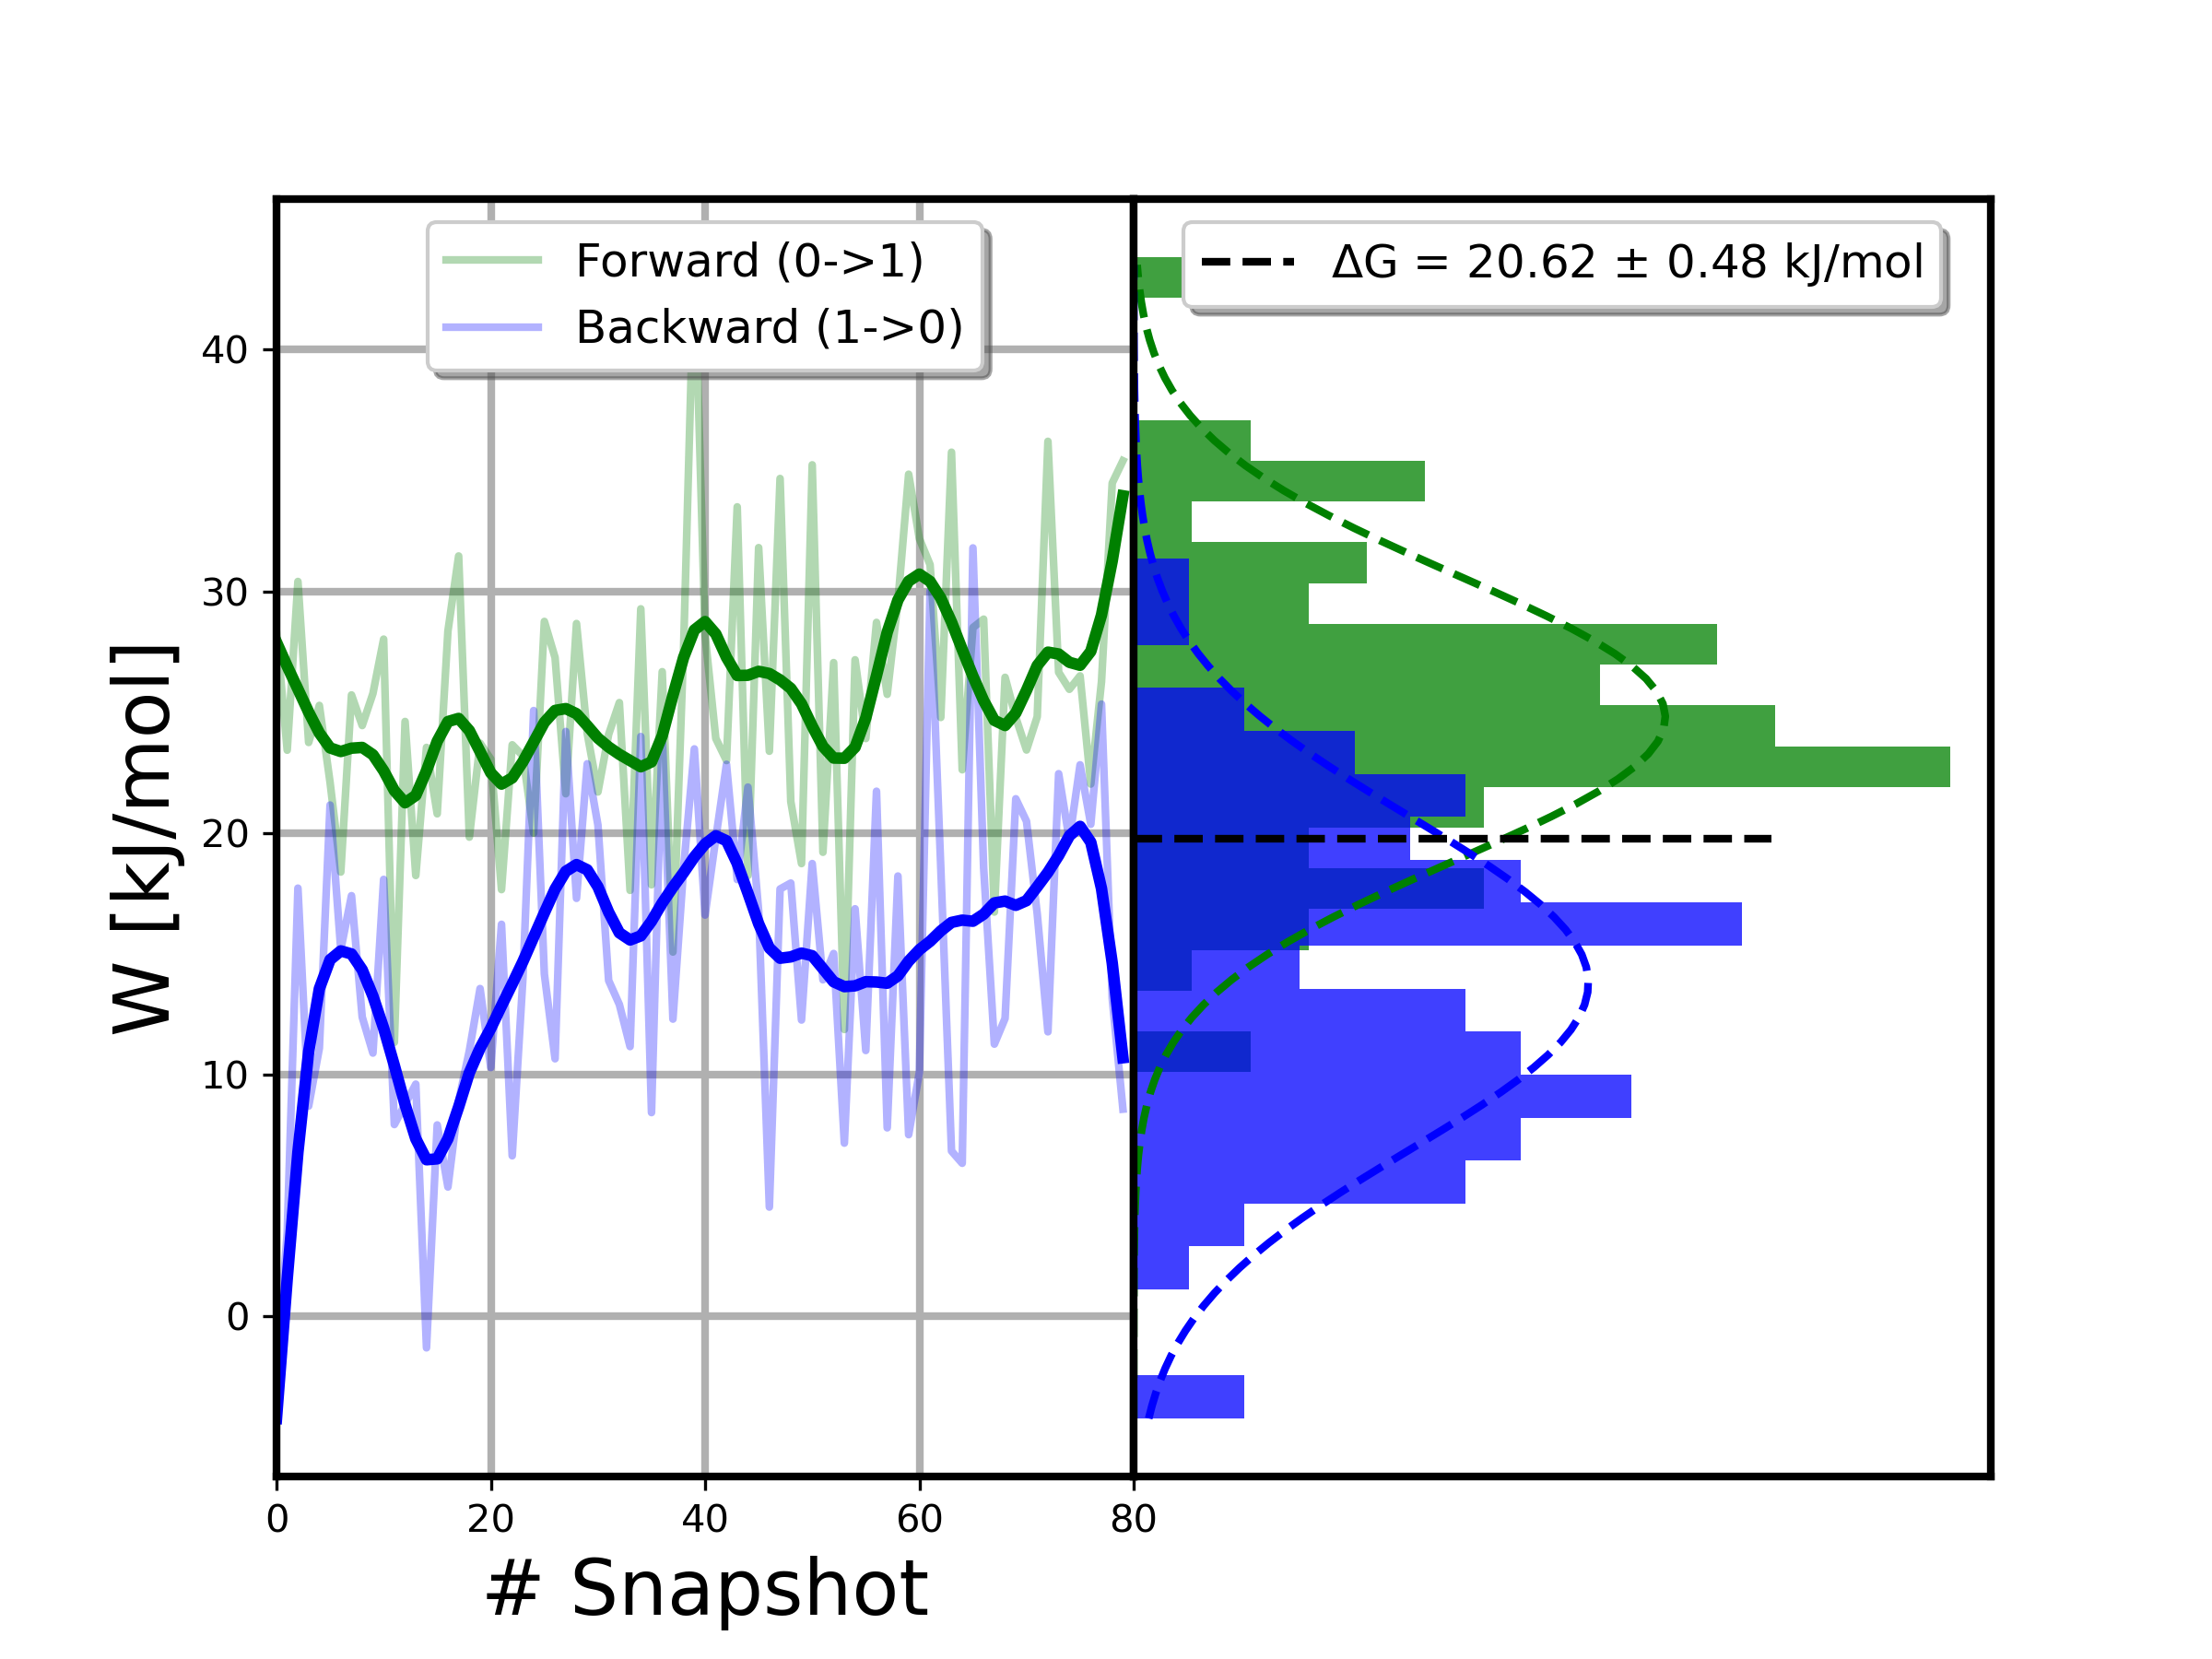 Forward (0->1)
Backward (1->0)
ΔG = 20.62 ± 0.48 kJ/mol
W [kJ/mol]
40
30
20
10
0
0 20 40 60 80
# Snapshot